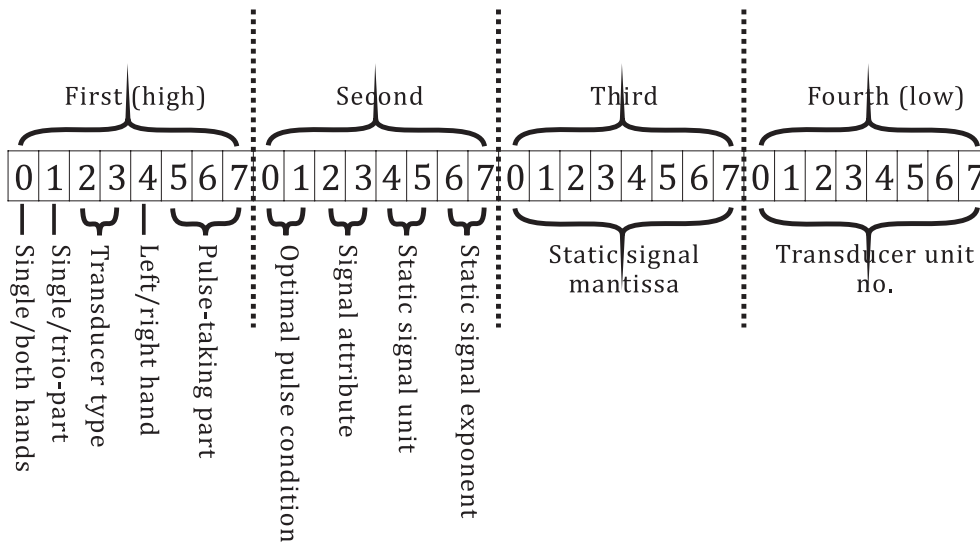 First (high)
Second
Third
Fourth (low)
0 1 2 3 4 5 6 7 0 1 2 3 4 5 6 7 0 1 2 3 4 5 6 7 0 1 2 3 4 5 6 7
Single/both hands
Single/trio-part
Transducer type
Left/right hand
Pulse-taking part
Optimal pulse condition
Signal attribute
Static signal unit
Static signal exponent
Static signal
mantissa
Transducer unit
no.